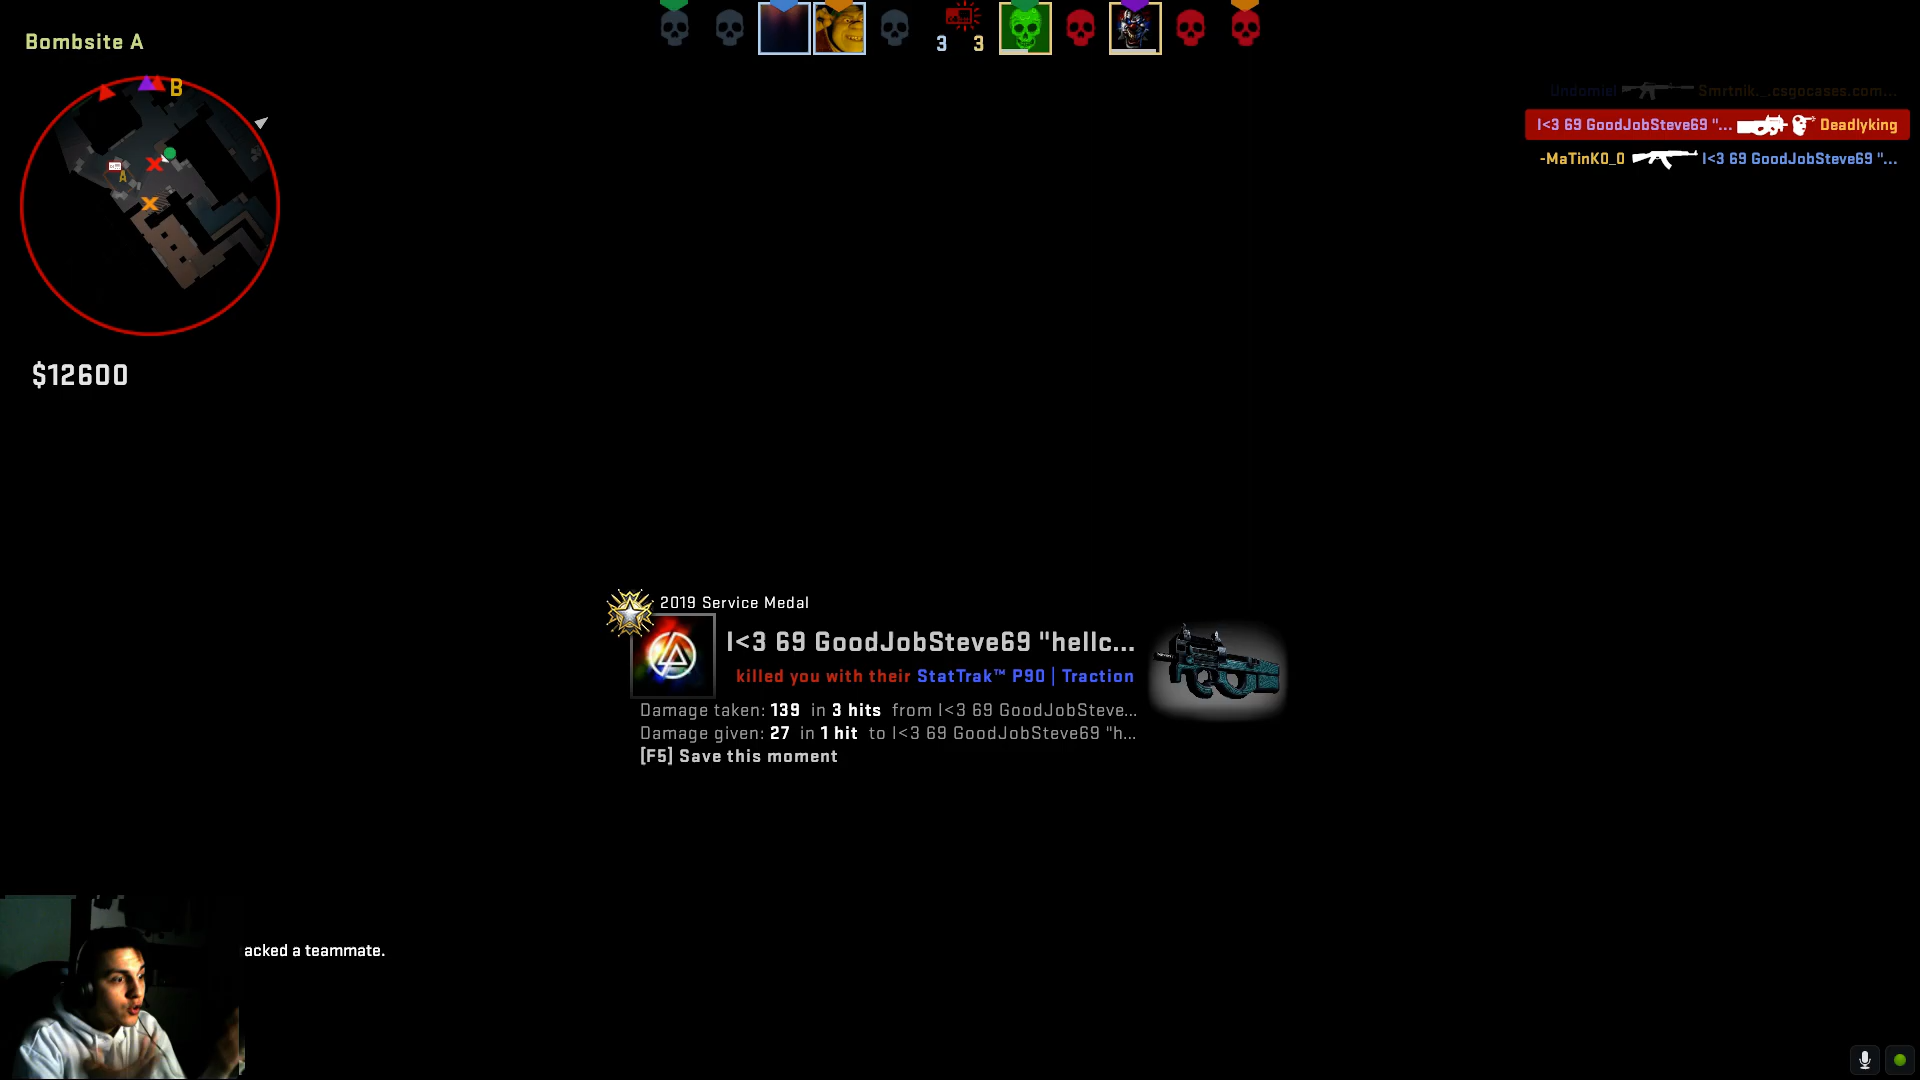 Bombsite A
3 3
B
A
$12600
Undomiel Smrtnik._.csgocases.com...
l<3 69 GoodJobSteve69 "... Deadlyking
-MaTinKO_O l<3 69 GoodJobSteve69 "...
2019 Service Medal
l<3 69 GoodJobSteve69 "hellc...
killed you with their StatTrak™ P90 | Traction
Damage taken: 139 in 3 hits from l<3 69 GoodJobSteve...
Damage given: 27 in 1 hit to l<3 69 GoodJobSteve69 "h...
[F5] Save this moment
acked a teammate.